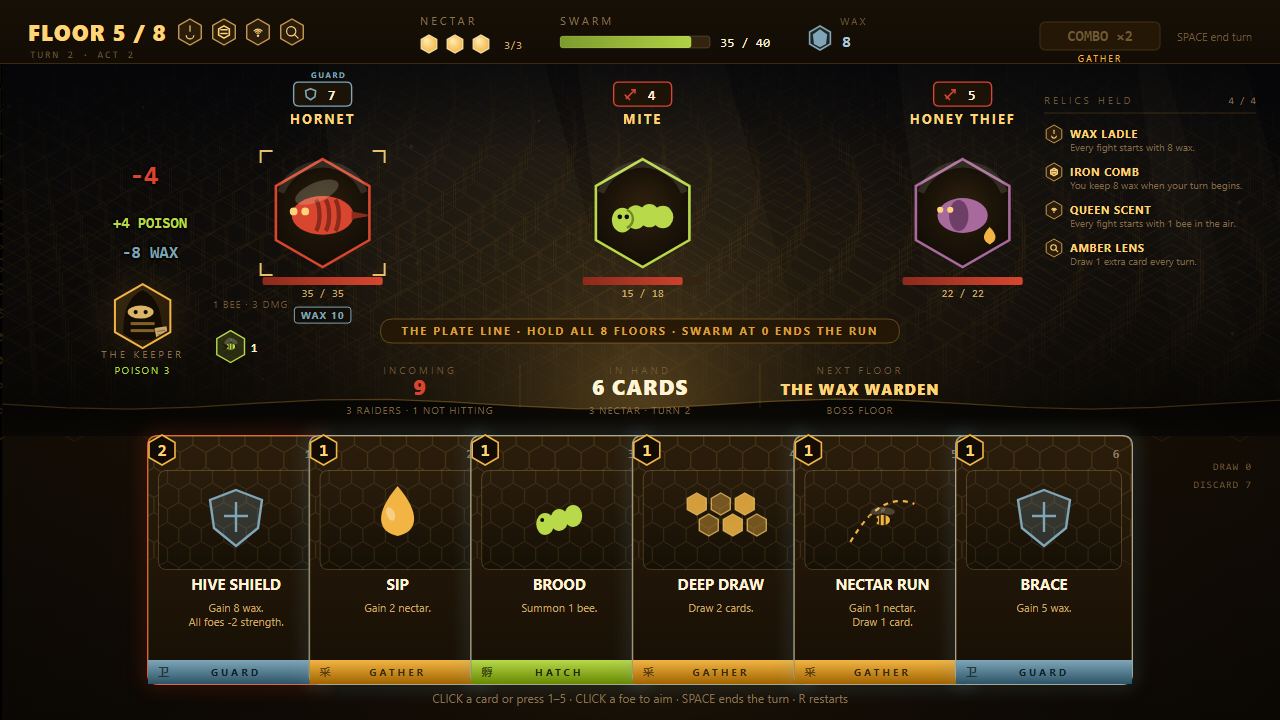 FLOOR 5 / 8
TURN 2 · ACT 2
NECTAR
3/3
SWARM
35 / 40
WAX
8
COMBO ×2
GATHER
SPACE end turn
GUARD
7
HORNET
4
MITE
5
HONEY THIEF
RELICS HELD
4 / 4
WAX LADLE
Every fight starts with 8 wax.
IRON COMB
You keep 8 wax when your turn begins.
QUEEN SCENT
Every fight starts with 1 bee in the air.
AMBER LENS
Draw 1 extra card every turn.
-4
+4 POISON
-8 WAX
35 / 35
15 / 18
22 / 22
1 BEE · 3 DMG
WAX 10
THE PLATE LINE · HOLD ALL 8 FLOORS · SWARM AT 0 ENDS THE RUN
THE KEEPER
POISON 3
1
INCOMING
9
3 RAIDERS · 1 NOT HITTING
IN HAND
6 CARDS
3 NECTAR · TURN 2
NEXT FLOOR
THE WAX WARDEN
BOSS FLOOR
DRAW 0
DISCARD 7
2
HIVE SHIELD
Gain 8 wax.
All foes -2 strength.
卫 GUARD
1
SIP
Gain 2 nectar.
采 GATHER
1
BROOD
Summon 1 bee.
孵 HATCH
1
DEEP DRAW
Draw 2 cards.
采 GATHER
1
NECTAR RUN
Gain 1 nectar.
Draw 1 card.
采 GATHER
1
6
BRACE
Gain 5 wax.
卫 GUARD
CLICK a card or press 1–5 · CLICK a foe to aim · SPACE ends the turn · R restarts